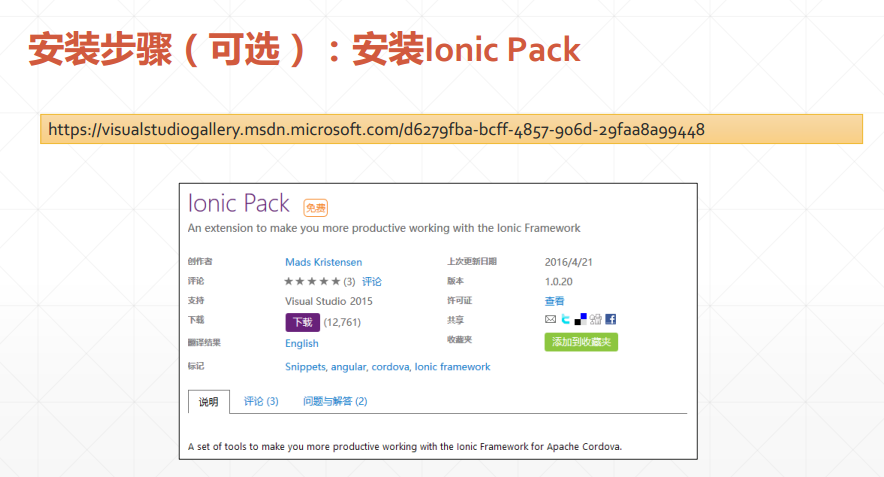 安装步骤（可选）：安装Ionic Pack
https://visualstudiogallery.msdn.microsoft.com/d6279fba-bcff-4857-906d-29faa8a99448
Ionic Pack 免费
An extension to make you more productive working with the Ionic Framework
创作者 Mads Kristensen 上次更新日期 2016/4/21
评论 ★★★★★ (3) 评论 版本 1.0.20
支持 Visual Studio 2015 许可证 查看
下载 下载 (12,761) 共享
翻译结果 English 收藏夹 添加到收藏夹
标记 Snippets, angular, cordova, Ionic framework
说明 评论 (3) 问题与解答 (2)
A set of tools to make you more productive working with the Ionic Framework for Apache Cordova.